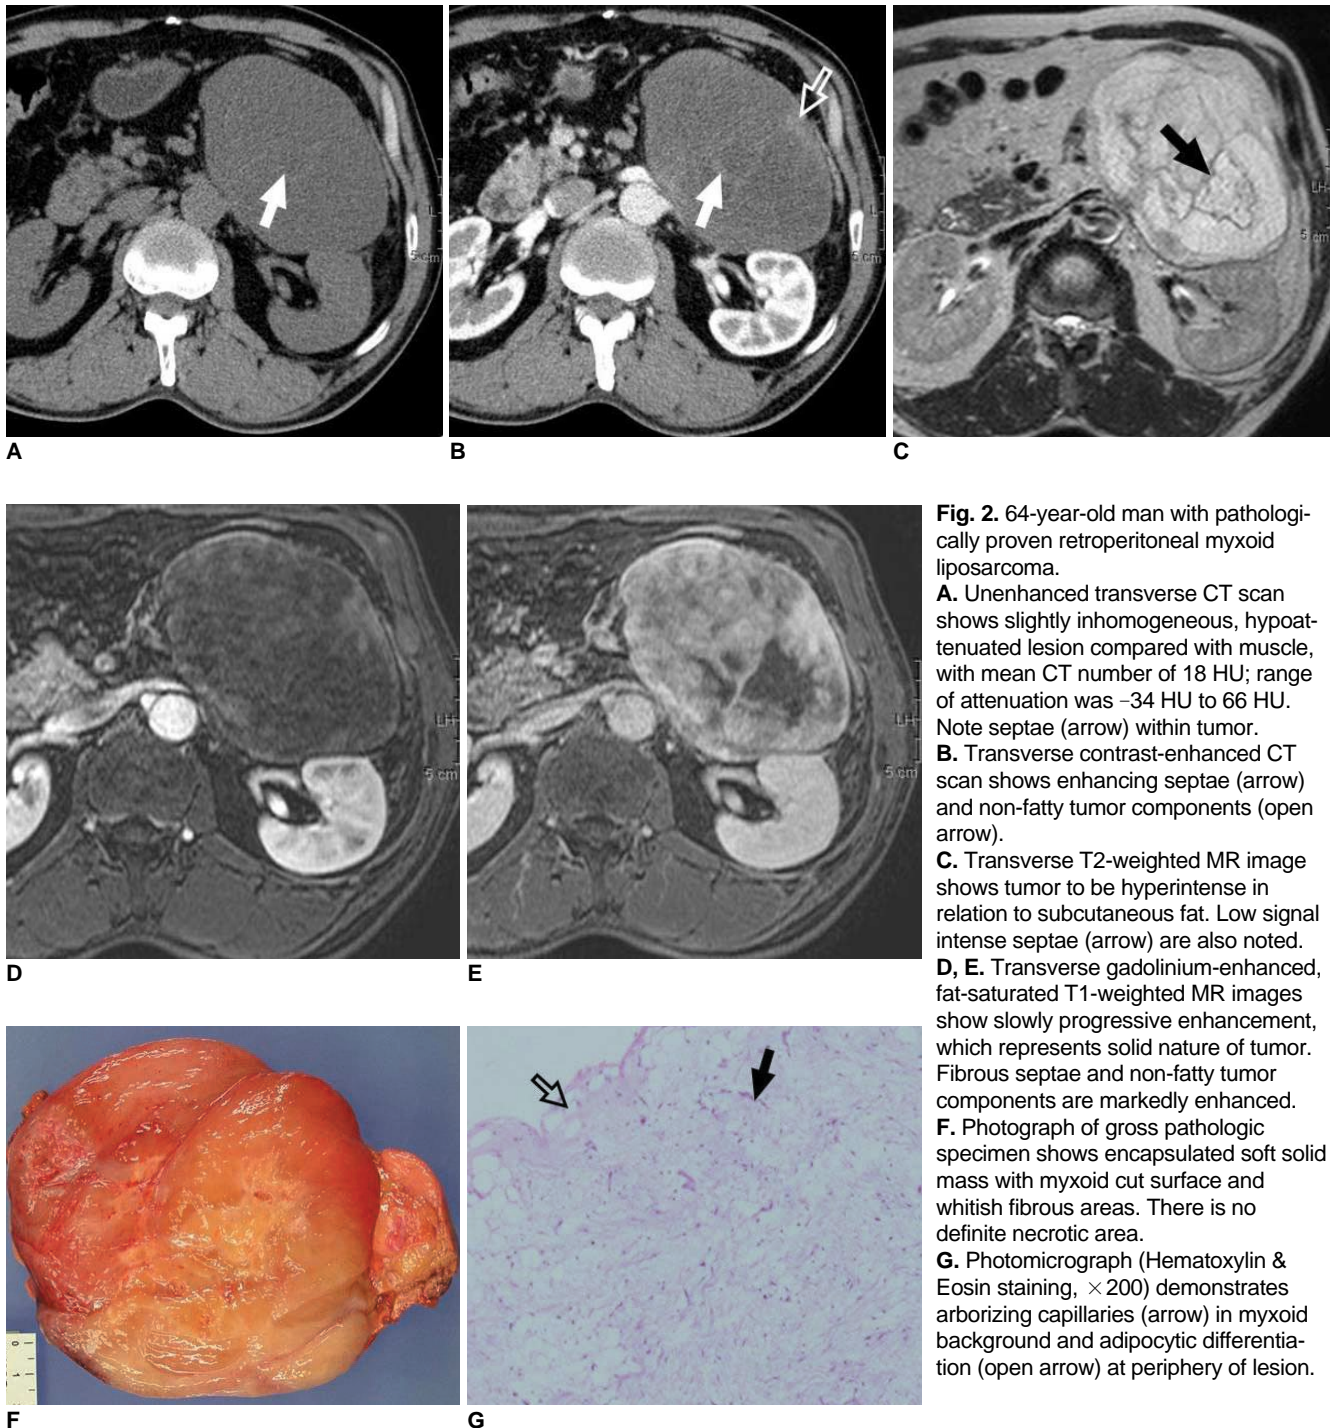 LH
5 cm
LH
5 cm
A
B
C
LH
5 cm
LH
5 cm
D
E
0
1
F
G
Fig. 2. 64-year-old man with pathologi-
cally proven retroperitoneal myxoid
liposarcoma.
A. Unenhanced transverse CT scan
shows slightly inhomogeneous, hypoat-
tenuated lesion compared with muscle,
with mean CT number of 18 HU; range
of attenuation was −34 HU to 66 HU.
Note septae (arrow) within tumor.
B. Transverse contrast-enhanced CT
scan shows enhancing septae (arrow)
and non-fatty tumor components (open
arrow).
C. Transverse T2-weighted MR image
shows tumor to be hyperintense in
relation to subcutaneous fat. Low signal
intense septae (arrow) are also noted.
D, E. Transverse gadolinium-enhanced,
fat-saturated T1-weighted MR images
show slowly progressive enhancement,
which represents solid nature of tumor.
Fibrous septae and non-fatty tumor
components are markedly enhanced.
F. Photograph of gross pathologic
specimen shows encapsulated soft solid
mass with myxoid cut surface and
whitish fibrous areas. There is no
definite necrotic area.
G. Photomicrograph (Hematoxylin &
Eosin staining, ×200) demonstrates
arborizing capillaries (arrow) in myxoid
background and adipocytic differentia-
tion (open arrow) at periphery of lesion.